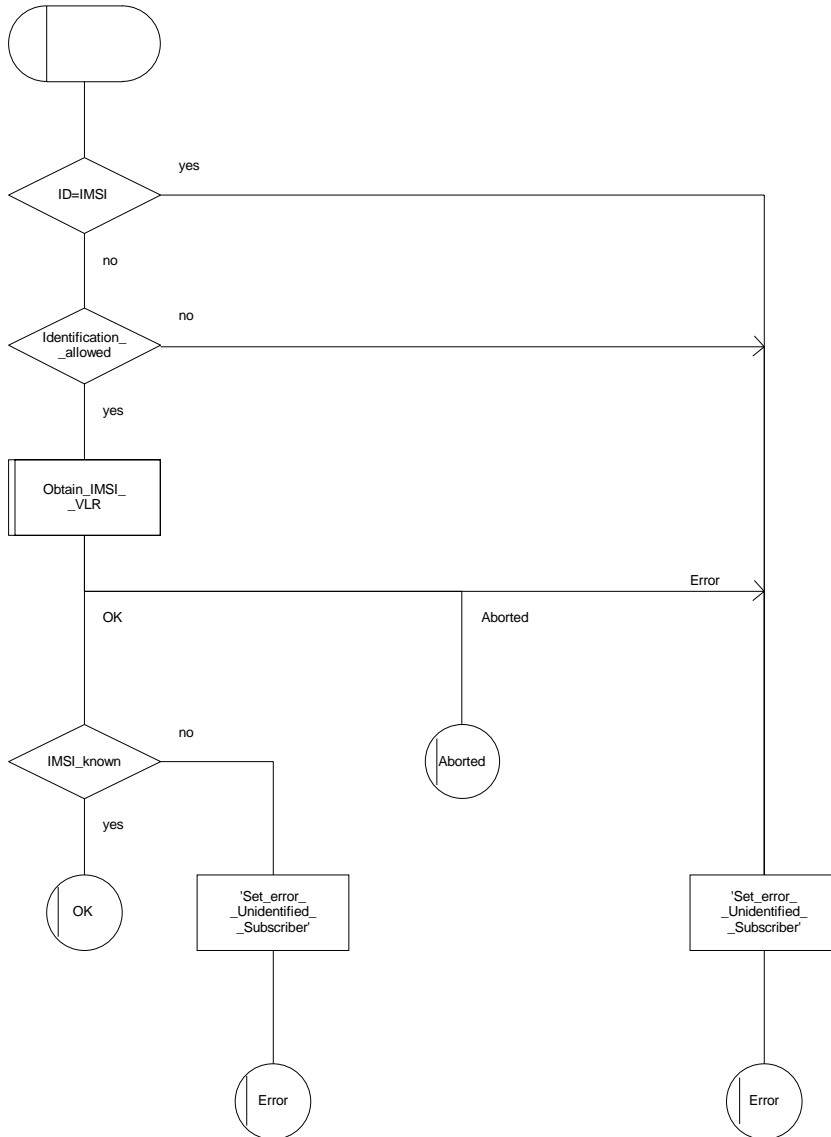 yes
ID=IMSI
no
no
Identification_
_allowed
yes
Obtain_IMSI_
_VLR
Error
OK
Aborted
no
IMSI_known
Aborted
yes
OK
'Set_error_
_Unidentified_
_Subscriber'
'Set_error_
_Unidentified_
_Subscriber'
Error
Error